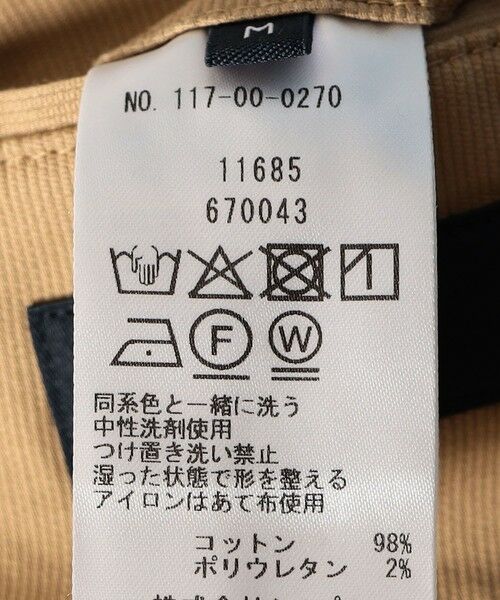 M
NO. 117-00-0270
11685
670043
F W
同系色と一緒に洗う
中性洗剤使用
つけ置き洗い禁止
湿った状態で形を整える
アイロンはあて布使用
コットン 98%
ポリウレタン 2%